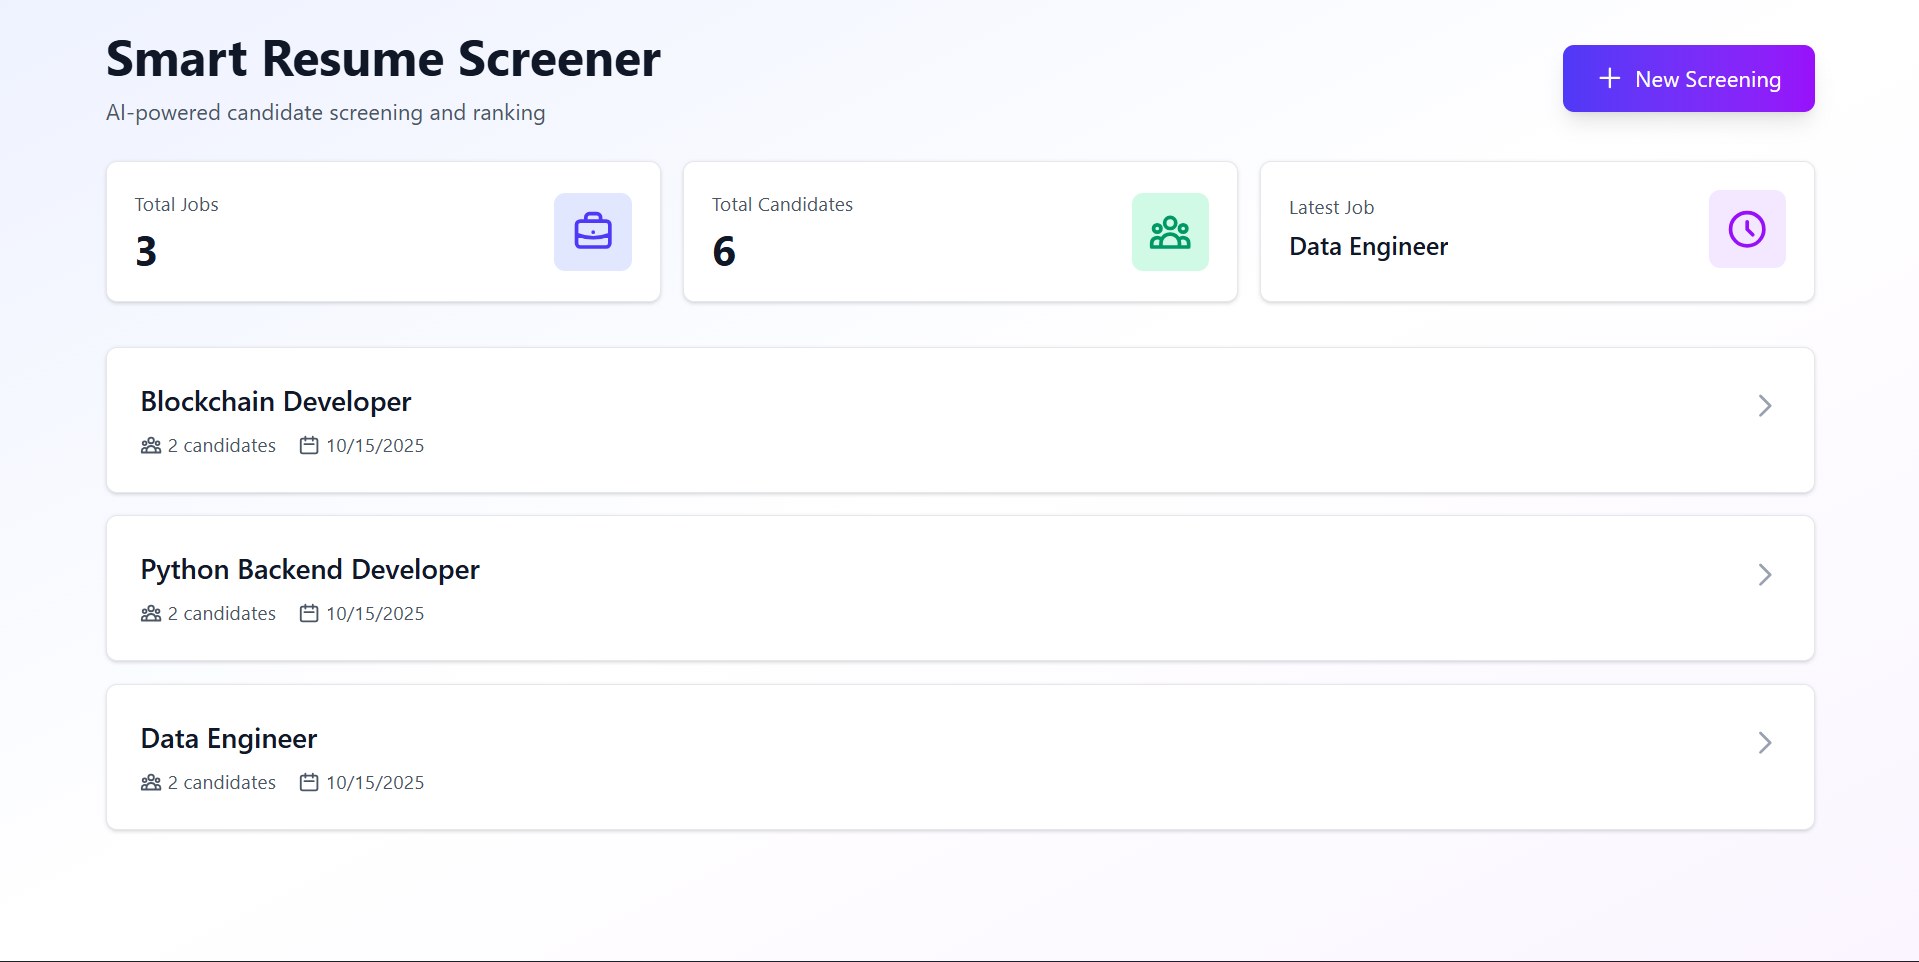 Smart Resume Screener
AI-powered candidate screening and ranking
New Screening
Total Jobs
3
Total Candidates
6
Latest Job
Data Engineer
Blockchain Developer
2 candidates 10/15/2025
Python Backend Developer
2 candidates 10/15/2025
Data Engineer
2 candidates 10/15/2025